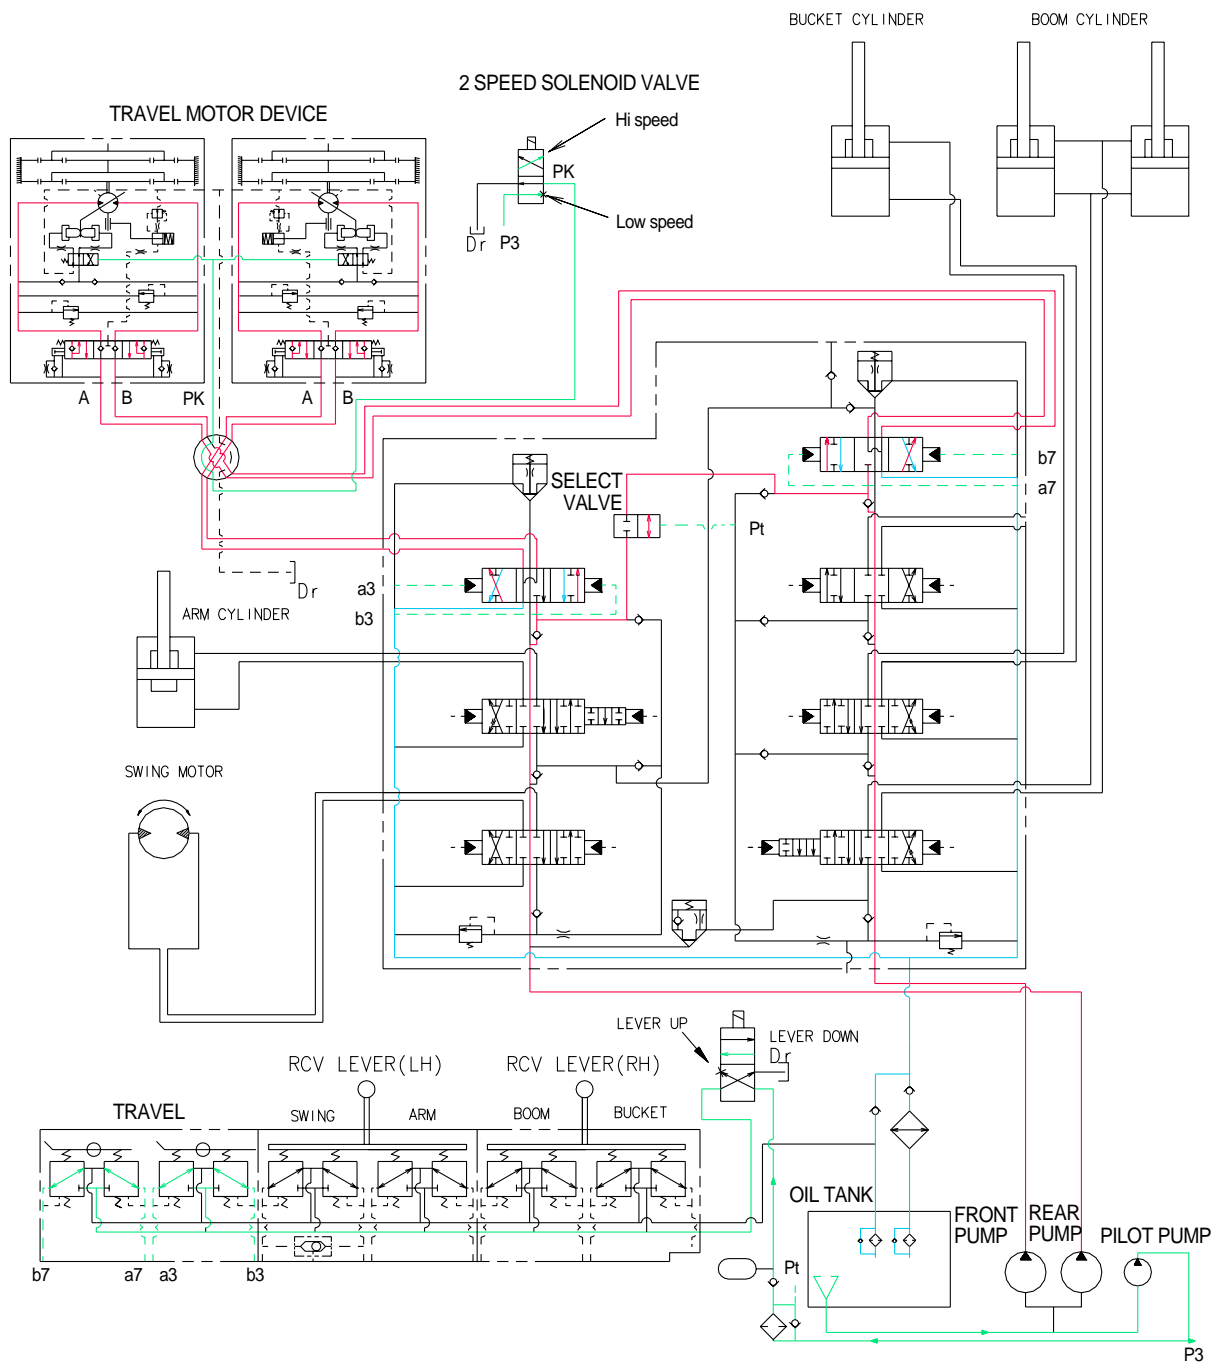 BUCKET CYLINDER
BOOM CYLINDER
2 SPEED SOLENOID VALVE
TRAVEL MOTOR DEVICE
Hi speed
PK
Low speed
Dr
P3
A
B
PK
A
B
b7
SELECT
VALVE
a7
Pt
a3
Dr
b3
ARM CYLINDER
SWING MOTOR
LEVER UP
LEVER DOWN
Dr
RCV LEVER(LH)
RCV LEVER(RH)
TRAVEL
SWING
ARM
BOOM
BUCKET
OIL TANK
FRONT
PUMP
REAR
PUMP
PILOT PUMP
b7
a7
a3
b3
Pt
P3